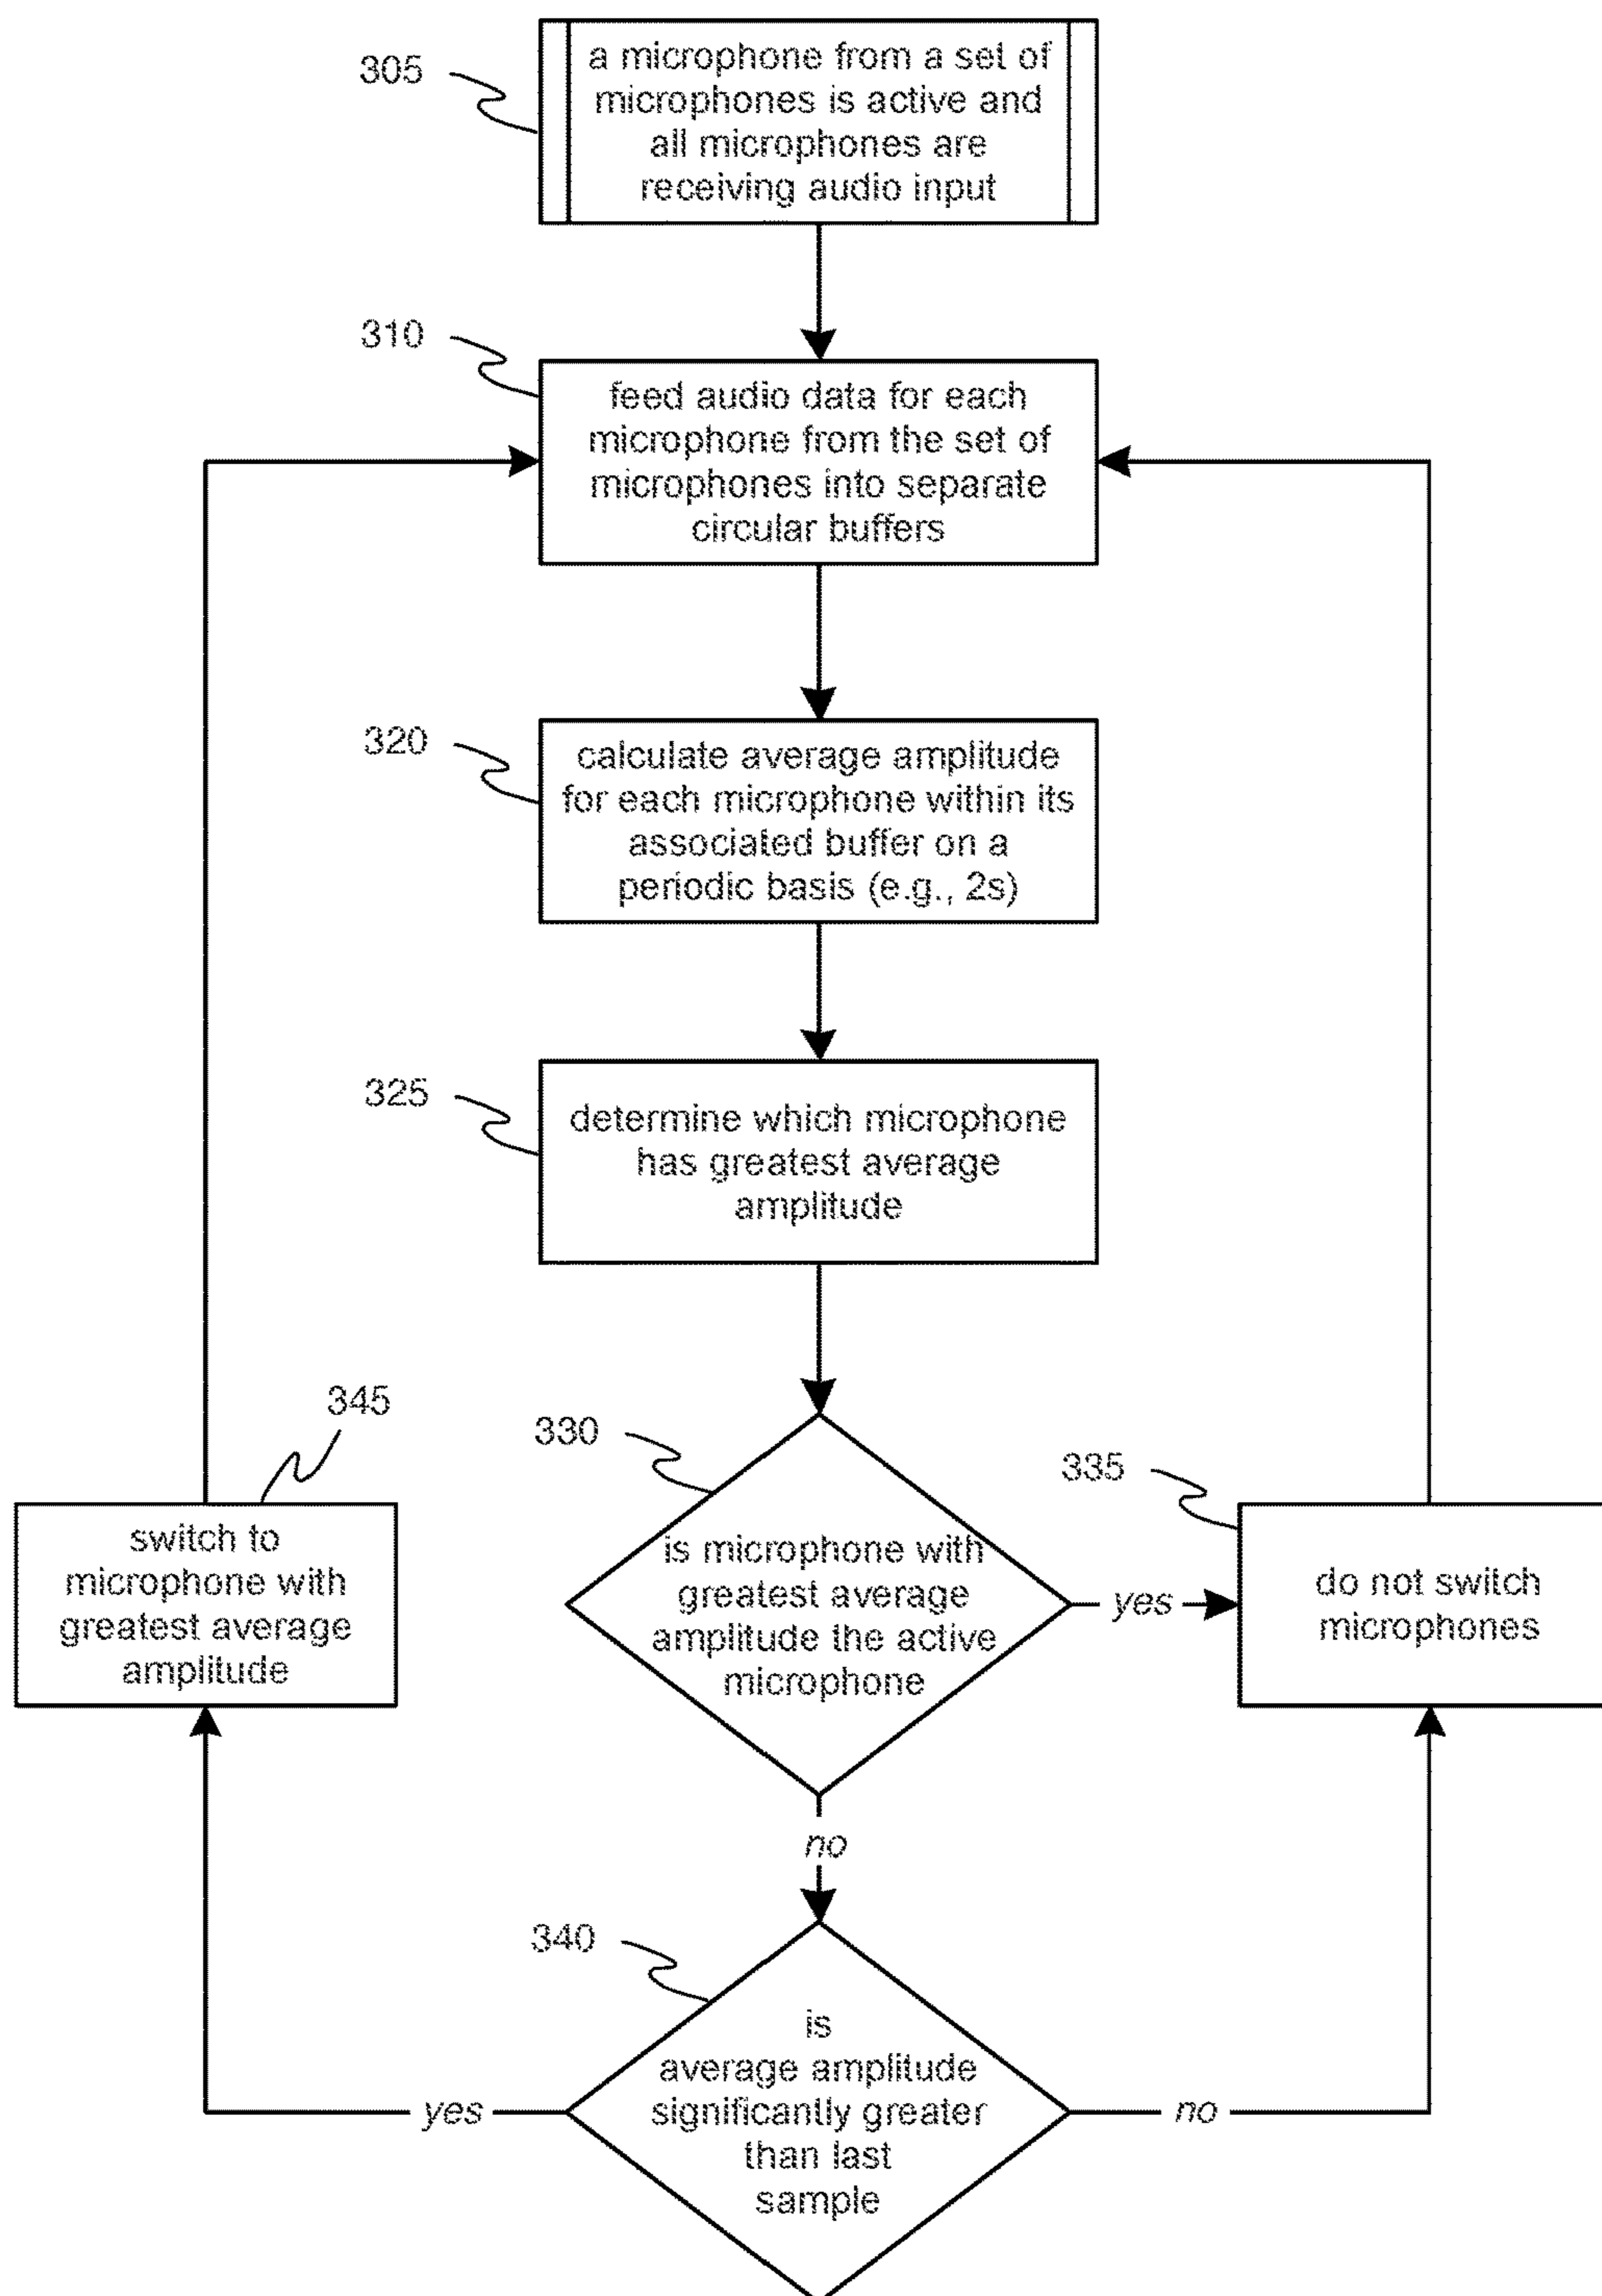 305
a microphone from a set of
microphones is active and
all microphones are
receiving audio input
310
feed audio data for each
microphone from the set of
microphones into separate
circular buffers
320
calculate average amplitude
for each microphone within its
associated buffer on a
periodic basis (e.g., 2s)
325
determine which microphone
has greatest average
amplitude
345
switch to
microphone with
greatest average
amplitude
330
is microphone with
greatest average
amplitude the active
microphone
yes
335
do not switch
microphones
no
340
is
average amplitude
significantly greater
than last
sample
yes
no